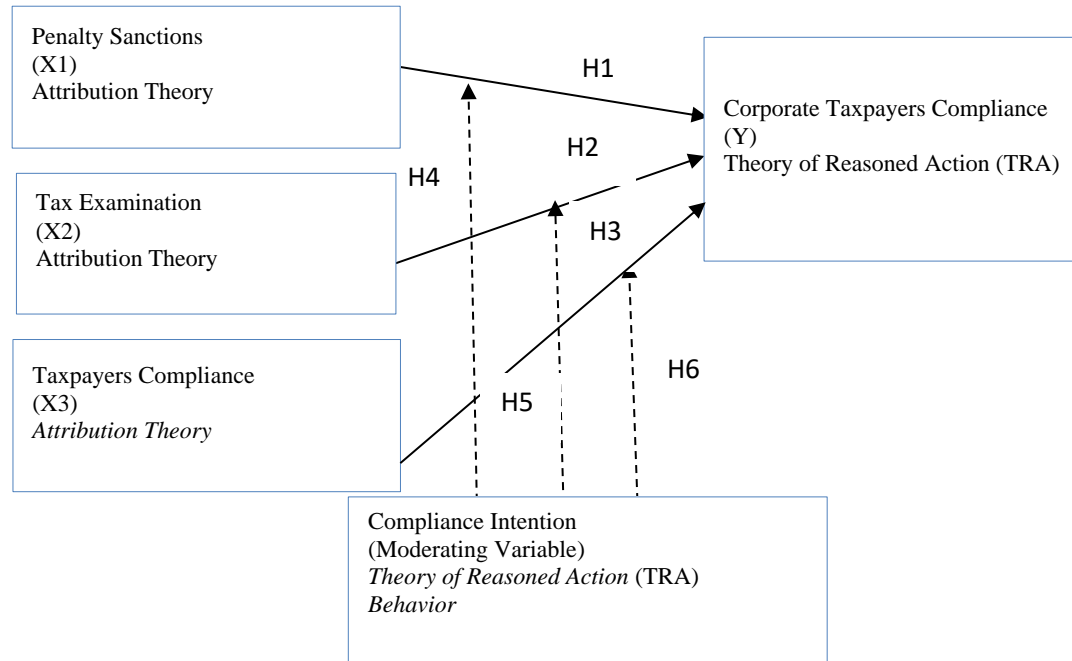 Penalty Sanctions
(X1)
Attribution Theory
H1
Corporate Taxpayers Compliance
(Y)
Theory of Reasoned Action (TRA)
H2
H4
Tax Examination
(X2)
Attribution Theory
H3
Taxpayers Compliance
(X3)
Attribution Theory
H5
H6
Compliance Intention
(Moderating Variable)
Theory of Reasoned Action (TRA)
Behavior